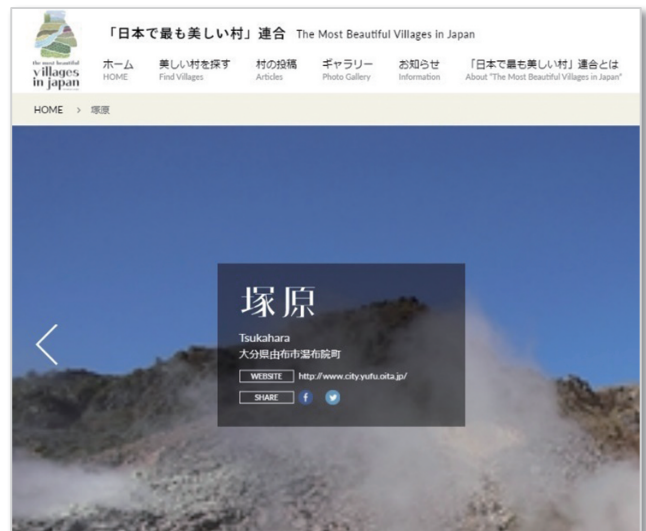 「日本で最も美しい村」連合 The Most Beautiful Villages in Japan
the most beautiful
villages
in japan
ホーム 美しい村を探す 村の投稿 ギャラリー お知らせ 「日本で最も美しい村」連合とは
HOME Find Villages Articles Photo Gallery Information About "The Most Beautiful Villages in Japan"
HOME > 塚原
塚原
Tsukahara
大分県由布市湯布院町
WEBSITE http://www.city.yufu.oita.jp/
SHARE